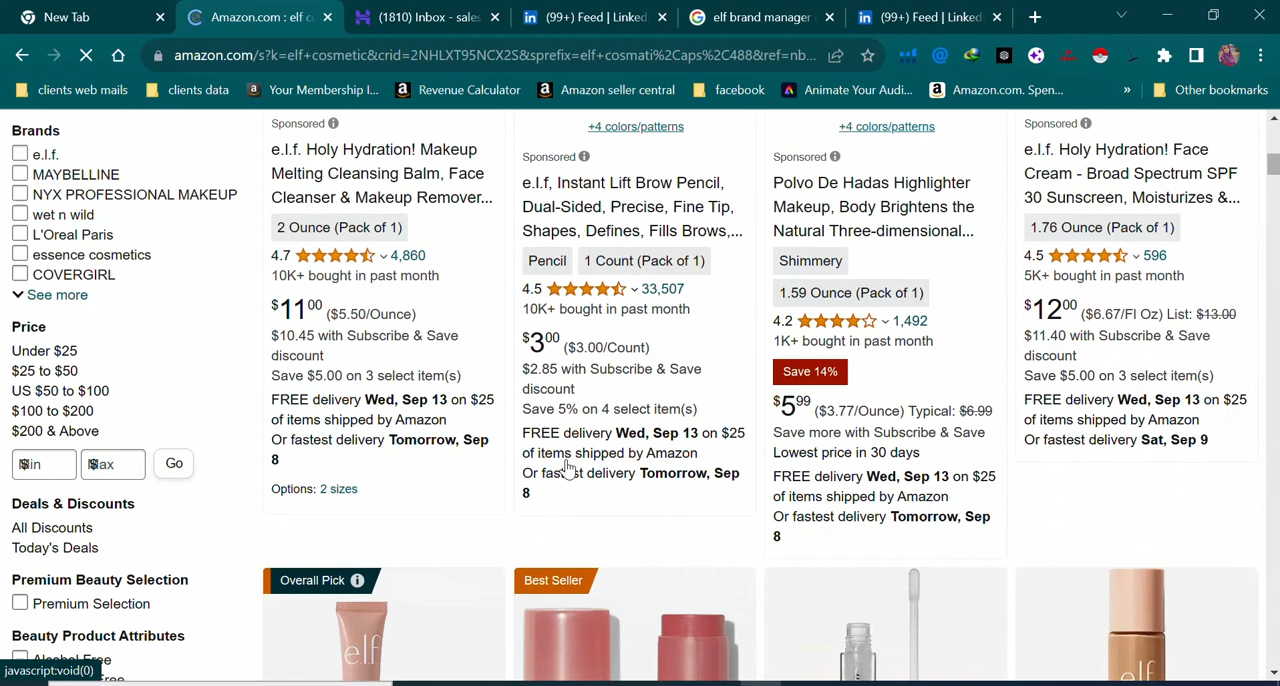 New Tab
Amazon.com : elf c
(1810) Inbox - sales
(99+) Feed | Linked
elf brand manager
(99+) Feed | Linked
amazon.com/s?k=elf+cosmetic&crid=2NHLXT95NCX2S&sprefix=elf+cosmati%2Caps%2C488&ref=nb...
clients web mails
clients data
Your Membership I...
Revenue Calculator
Amazon seller central
facebook
Animate Your Audi...
Amazon.com. Spen...
»
Other bookmarks
Brands
e.l.f.
MAYBELLINE
NYX PROFESSIONAL MAKEUP
wet n wild
L'Oreal Paris
essence cosmetics
COVERGIRL
See more
Price
Under $25
$25 to $50
US $50 to $100
$100 to $200
$200 & Above
$ Min
$ Max
Go
Deals & Discounts
All Discounts
Today's Deals
Premium Beauty Selection
Premium Selection
Beauty Product Attributes
javascript:void(0)
Sponsored
e.l.f. Holy Hydration! Makeup
Melting Cleansing Balm, Face
Cleanser & Makeup Remover...
2 Ounce (Pack of 1)
4.7 4,860
10K+ bought in past month
$1100 ($5.50/Ounce)
$10.45 with Subscribe & Save
discount
Save $5.00 on 3 select item(s)
FREE delivery Wed, Sep 13 on $25
of items shipped by Amazon
Or fastest delivery Tomorrow, Sep
8
Options: 2 sizes
+4 colors/patterns
Sponsored
e.l.f, Instant Lift Brow Pencil,
Dual-Sided, Precise, Fine Tip,
Shapes, Defines, Fills Brows,...
Pencil
1 Count (Pack of 1)
4.5 33,507
10K+ bought in past month
$300 ($3.00/Count)
$2.85 with Subscribe & Save
discount
Save 5% on 4 select item(s)
FREE delivery Wed, Sep 13 on $25
of items shipped by Amazon
Or fastest delivery Tomorrow, Sep
8
+4 colors/patterns
Sponsored
Polvo De Hadas Highlighter
Makeup, Body Brightens the
Natural Three-dimensional...
Shimmery
1.59 Ounce (Pack of 1)
4.2 1,492
1K+ bought in past month
Save 14%
$599 ($3.77/Ounce) Typical: $6.99
Save more with Subscribe & Save
Lowest price in 30 days
FREE delivery Wed, Sep 13 on $25
of items shipped by Amazon
Or fastest delivery Tomorrow, Sep
8
Sponsored
e.l.f. Holy Hydration! Face
Cream - Broad Spectrum SPF
30 Sunscreen, Moisturizes &...
1.76 Ounce (Pack of 1)
4.5 596
5K+ bought in past month
$1200 ($6.67/Fl Oz) List: $13.00
$11.40 with Subscribe & Save
discount
Save $5.00 on 3 select item(s)
FREE delivery Wed, Sep 13 on $25
of items shipped by Amazon
Or fastest delivery Sat, Sep 9
Overall Pick
e.l.f.
Best Seller
elf